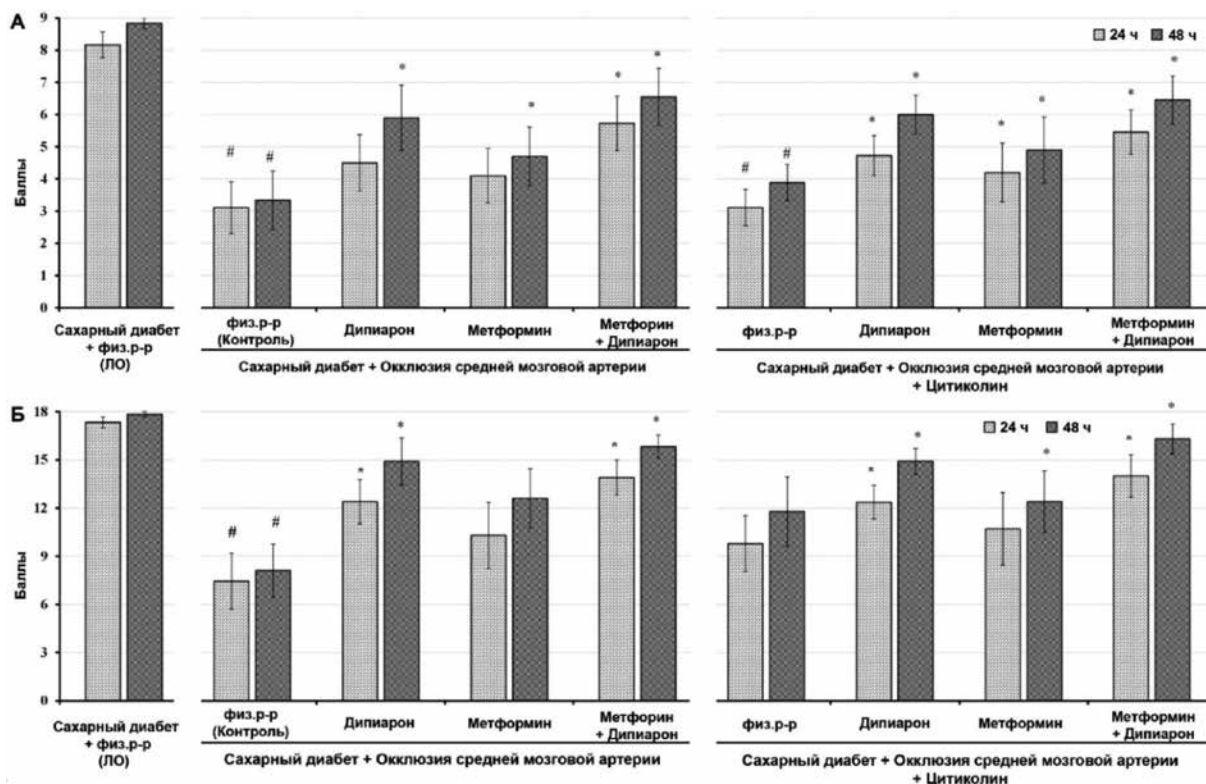 А
9
8
7
6
5
4
3
2
1
0
Баллы
24 ч 48 ч
# # * * * *
# # * * * * * *
Сахарный диабет
+ физ.р-р
(ЛО)
физ.р-р
(Контроль)
Дипиарон
Метформин
Метфорин
+ Дипиарон
Сахарный диабет + Окклюзия средней мозговой артерии
физ.р-р
Дипиарон
Метформин
Метформин
+ Дипиарон
Сахарный диабет + Окклюзия средней мозговой артерии
+ Цитиколин
Б
18
15
12
9
6
3
0
Баллы
24 ч 48 ч
# # * * * *
* * * * *
Сахарный диабет
+ физ.р-р
(ЛО)
физ.р-р
(Контроль)
Дипиарон
Метформин
Метфорин
+ Дипиарон
Сахарный диабет + Окклюзия средней мозговой артерии
физ.р-р
Дипиарон
Метформин
Метформин
+ Дипиарон
Сахарный диабет + Окклюзия средней мозговой артерии
+ Цитиколин